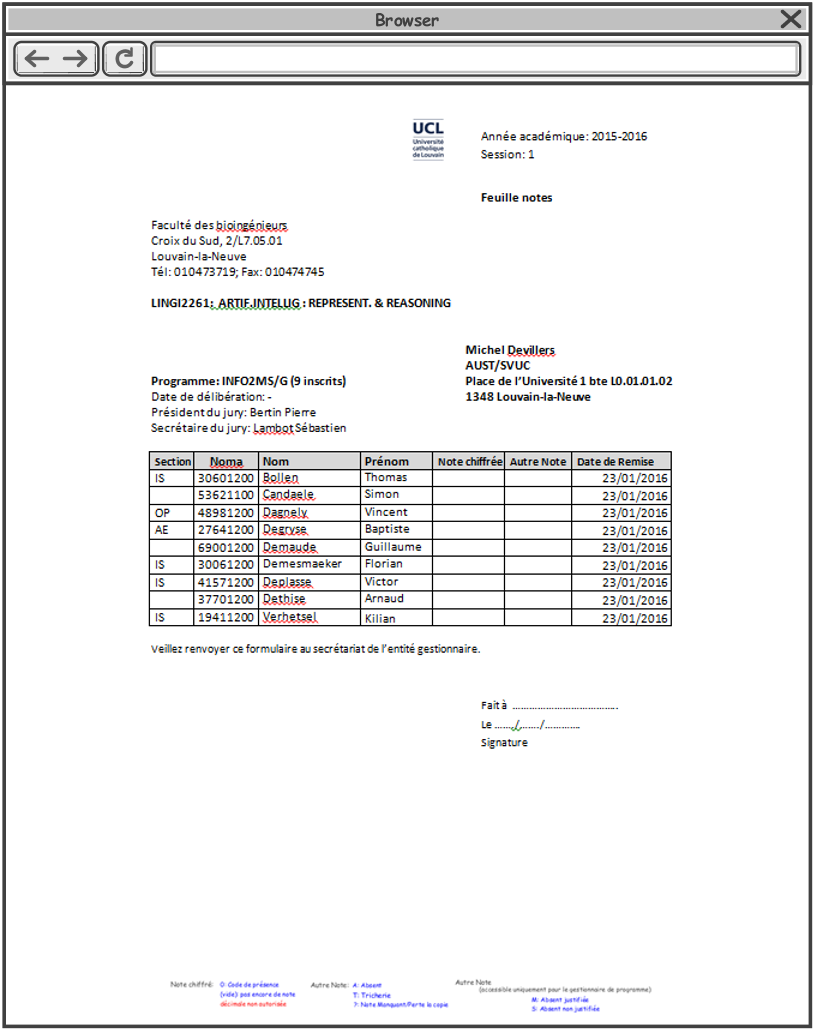 Browser
UCL
Université
catholique
de Louvain
Année académique: 2015-2016
Session: 1
Feuille notes
Faculté des bioingénieurs
Croix du Sud, 2/L7.05.01
Louvain-la-Neuve
Tél: 010473719; Fax: 010474745
LINGI2261: ARTIF.INTELUG : REPRESENT. & REASONING
Michel Devillers
AUST/SVUC
Place de l'Université 1 bte L0.01.01.02
1348 Louvain-la-Neuve
Programme: INFO2MS/G (9 inscrits)
Date de délibération: -
Président du jury: Bertin Pierre
Secrétaire du jury: Lambot Sébastien
Section Noma Nom Prénom Note chiffrée Autre Note Date de Remise
IS 30601200 Bollen Thomas 23/01/2016
53621100 Candaele Simon 23/01/2016
OP 48981200 Dagnely Vincent 23/01/2016
AE 27641200 Degryse Baptiste 23/01/2016
69001200 Demaude Guillaume 23/01/2016
IS 30061200 Demesmaeker Florian 23/01/2016
IS 41571200 Deplasse Victor 23/01/2016
37701200 Dethise Arnaud 23/01/2016
IS 19411200 Verhetsel Kilian 23/01/2016
Veillez renvoyer ce formulaire au secrétariat de l'entité gestionnaire.
Fait à ......................................
Le ....../......./.............
Signature
Note chiffré: 0: Code de présence
(vide): pas encore de note
décimale non autorisée
Autre Note: A: Absent
T: Tricherie
?: Note Manquant/Perte la copie
Autre Note
(accessible uniquement pour le gestionnaire de programme)
M: Absent justifiée
S: Absent non justifiée